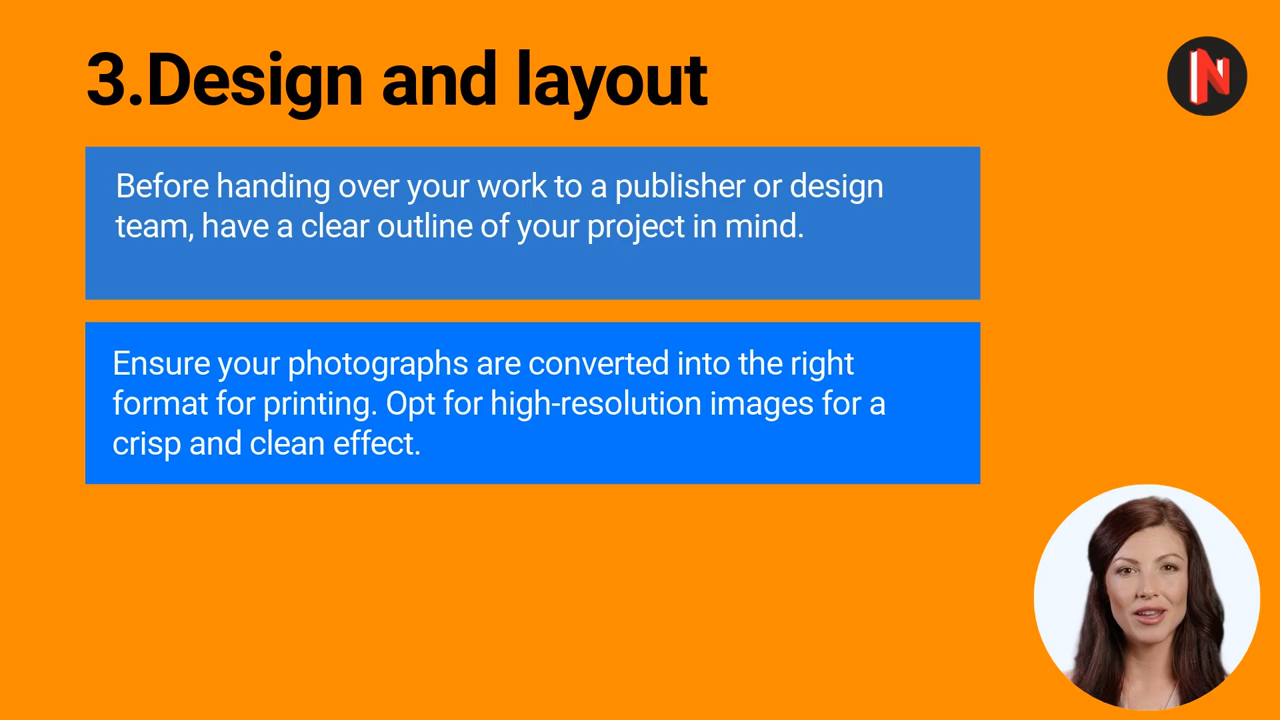 3.Design and layout
Before handing over your work to a publisher or design
team, have a clear outline of your project in mind.
Ensure your photographs are converted into the right
format for printing. Opt for high-resolution images for a
crisp and clean effect.
N